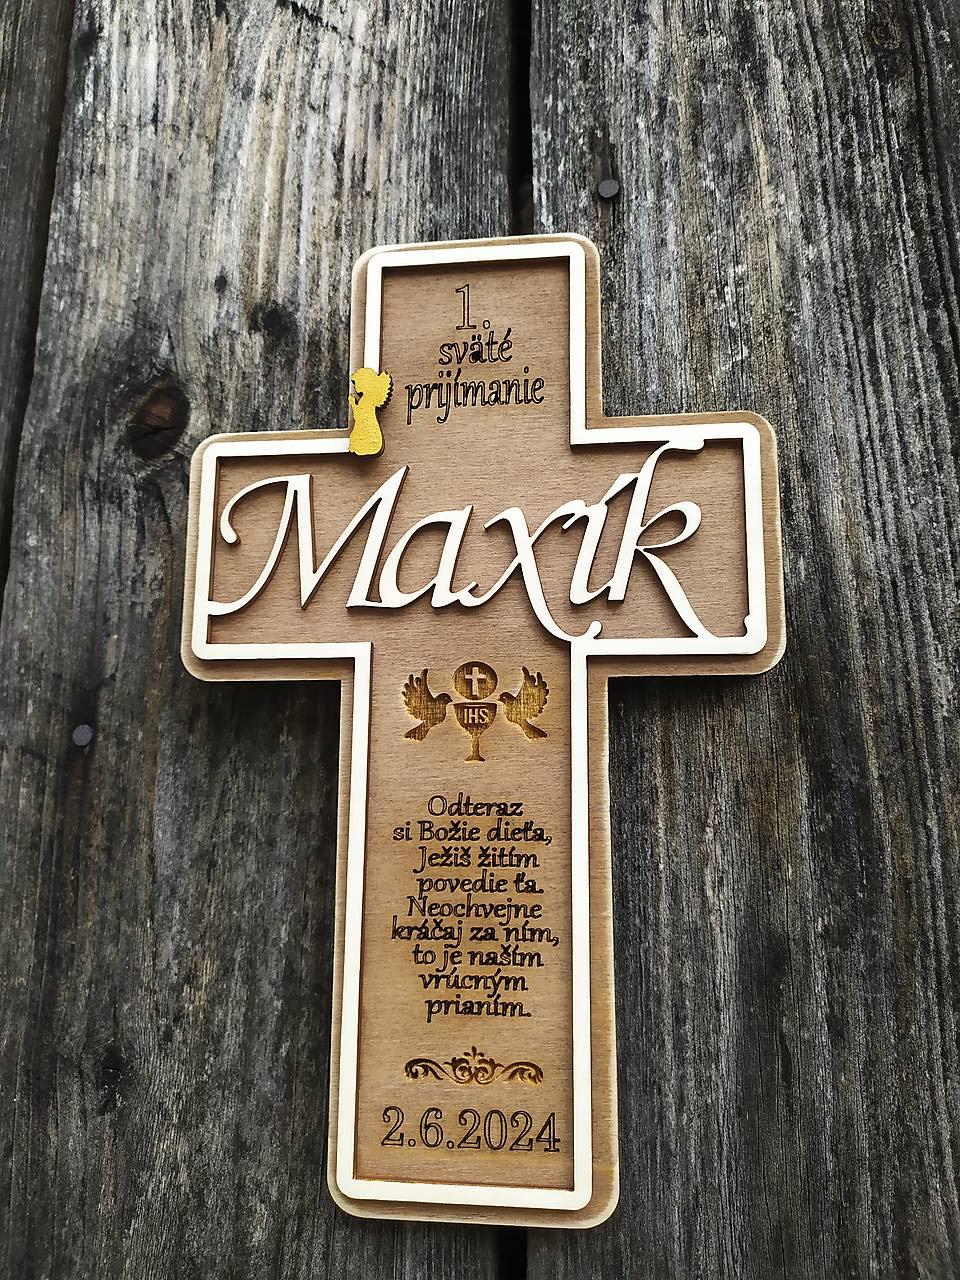 1.
sväté
prijímanie
Maxík
IHS
Odteraz
si Božie dieťa,
Ježiš žitím
povedie ťa.
Neochvejne
kráčaj za ním,
to je naším
vrúcným
prianím.
2.6.2024